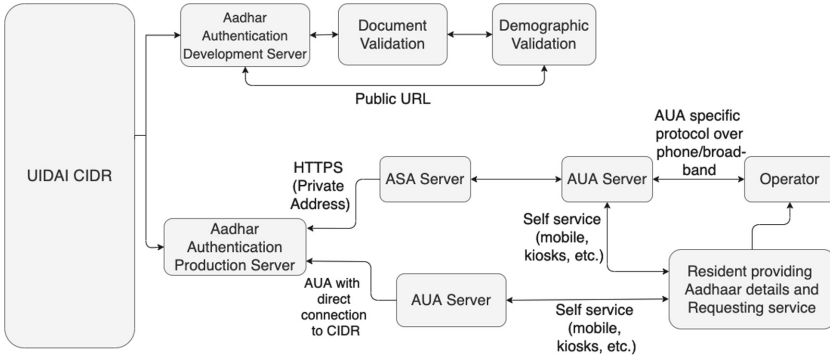 UIDAI CIDR
Aadhar
Authentication
Development Server
Document
Validation
Demographic
Validation
Public URL
HTTPS
(Private
Address)
ASA Server
AUA Server
AUA specific
protocol over
phone/broad-
band
Operator
Aadhar
Authentication
Production Server
Self service
(mobile,
kiosks, etc.)
Resident providing
Aadhaar details and
Requesting service
AUA with
direct
connection
to CIDR
AUA Server
Self service
(mobile,
kiosks, etc.)